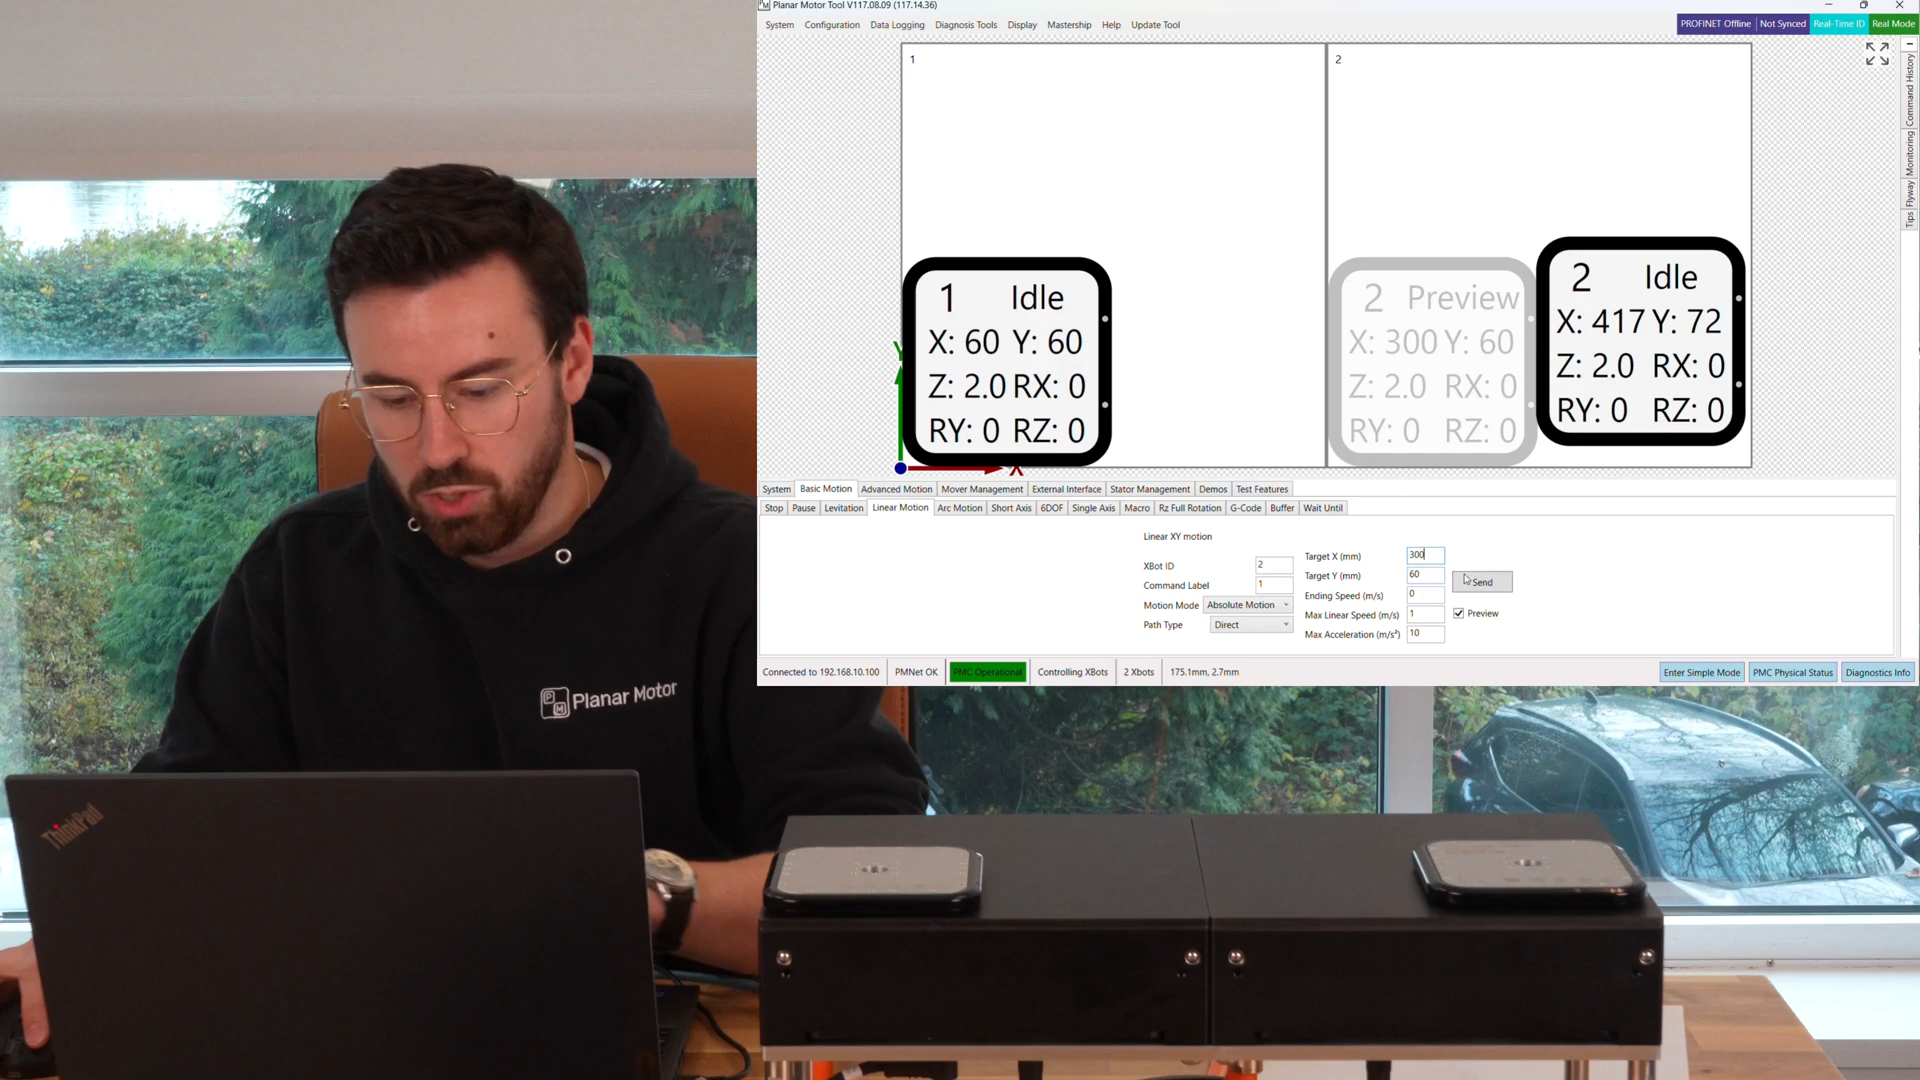 Planar Motor Tool V117.08.09 (117.14.36)
System Configuration Data Logging Diagnosis Tools Display Mastership Help Update Tool
PROFINET Offline Not Synced Real-Time ID Real Mode
1
2
Command History
Monitoring
Flyway
Tips
1 Idle
X: 60 Y: 60
Z: 2.0 RX: 0
RY: 0 RZ: 0
2 Preview
X: 300 Y: 60
Z: 2.0 RX: 0
RY: 0 RZ: 0
2 Idle
X: 417 Y: 72
Z: 2.0 RX: 0
RY: 0 RZ: 0
Y
X
System Basic Motion Advanced Motion Mover Management External Interface Stator Management Demos Test Features
Stop Pause Levitation Linear Motion Arc Motion Short Axis 6DOF Single Axis Macro Rz Full Rotation G-Code Buffer Wait Until
Linear XY motion
XBot ID 2
Command Label 1
Motion Mode Absolute Motion
Path Type Direct
Target X (mm) 300
Target Y (mm) 60
Ending Speed (m/s) 0
Max Linear Speed (m/s) 1
Max Acceleration (m/s²) 10
Send
Preview
Connected to 192.168.10.100 PMNet OK PMC Operational Controlling XBots 2 Xbots 175.1mm, 2.7mm
Enter Simple Mode PMC Physical Status Diagnostics Info
PM Planar Motor
ThinkPad